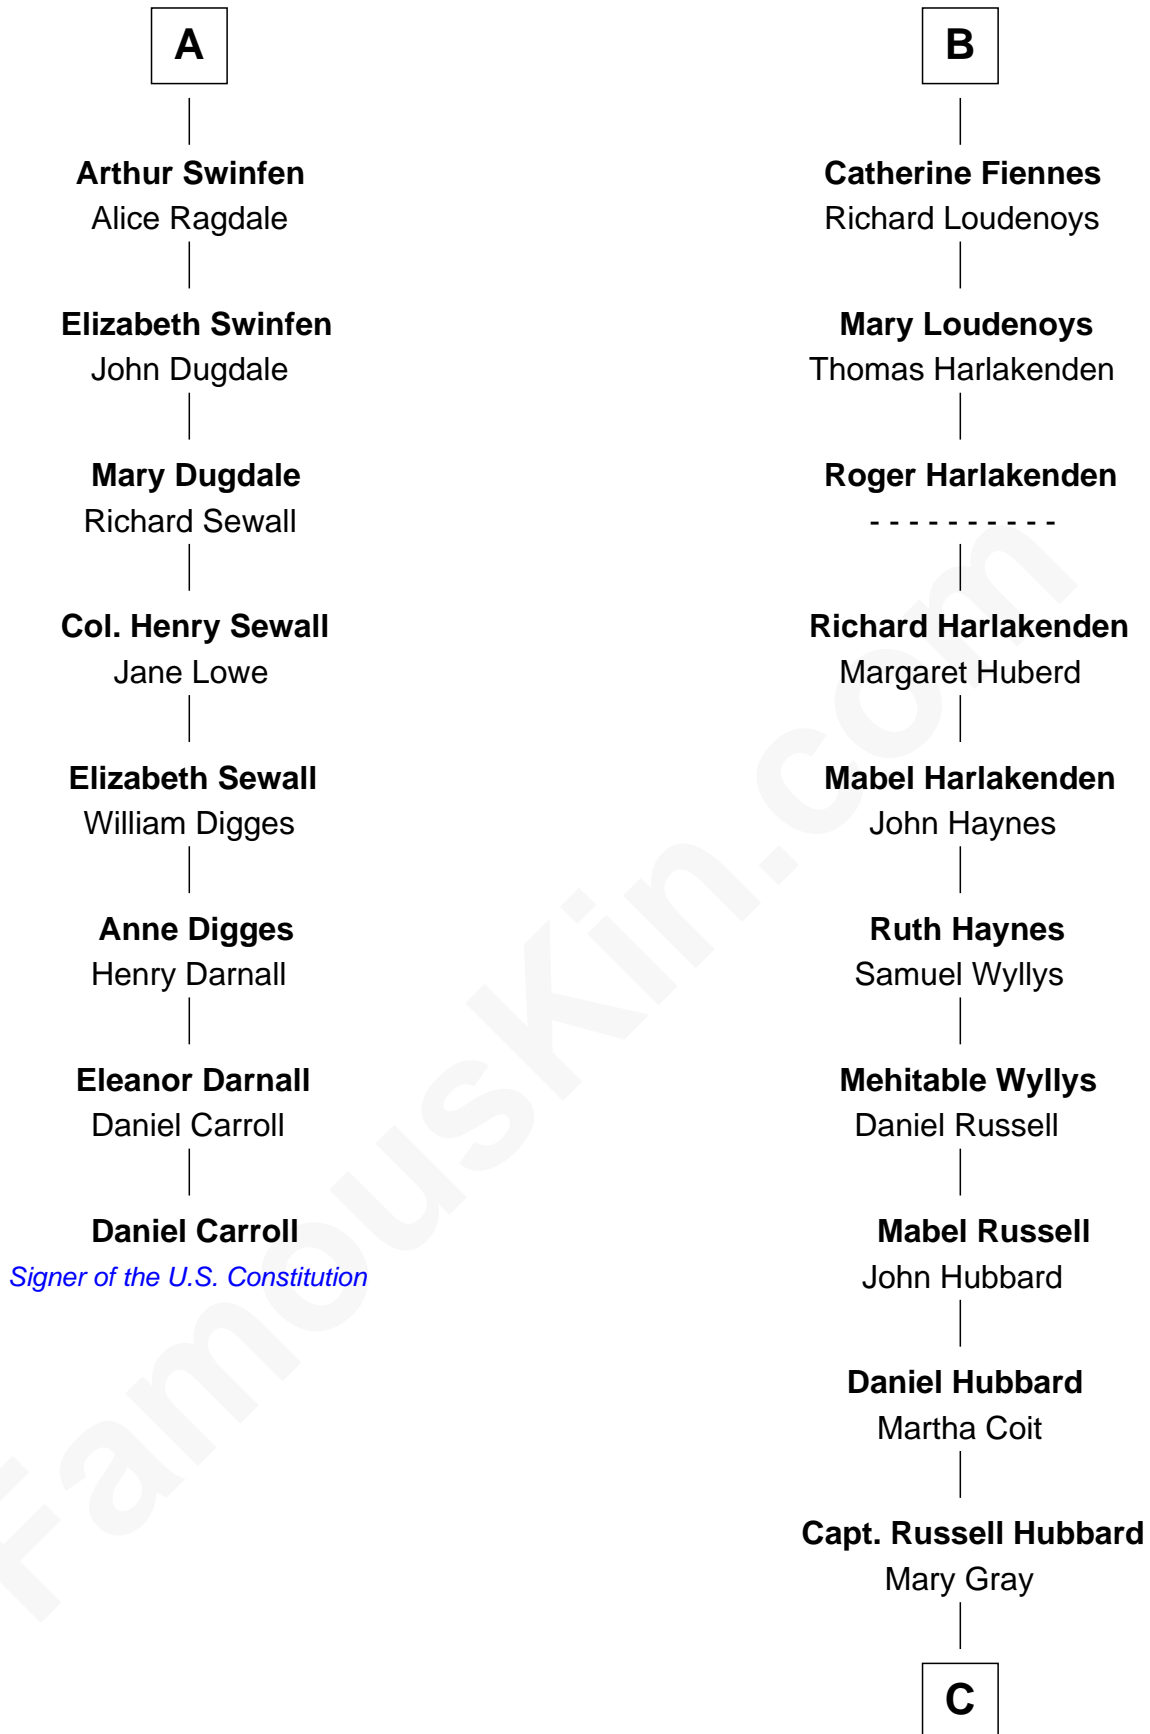 A
Arthur Swinfen
Alice Ragdale
Elizabeth Swinfen
John Dugdale
Mary Dugdale
Richard Sewall
Col. Henry Sewall
Jane Lowe
Elizabeth Sewall
William Digges
Anne Digges
Henry Darnall
Eleanor Darnall
Daniel Carroll
Daniel Carroll
Signer of the U.S. Constitution
B
Catherine Fiennes
Richard Loudenoys
Mary Loudenoys
Thomas Harlakenden
Roger Harlakenden
- - - - - - - - - -
Richard Harlakenden
Margaret Huberd
Mabel Harlakenden
John Haynes
Ruth Haynes
Samuel Wyllys
Mehitable Wyllys
Daniel Russell
Mabel Russell
John Hubbard
Daniel Hubbard
Martha Coit
Capt. Russell Hubbard
Mary Gray
C
FamousKin.com